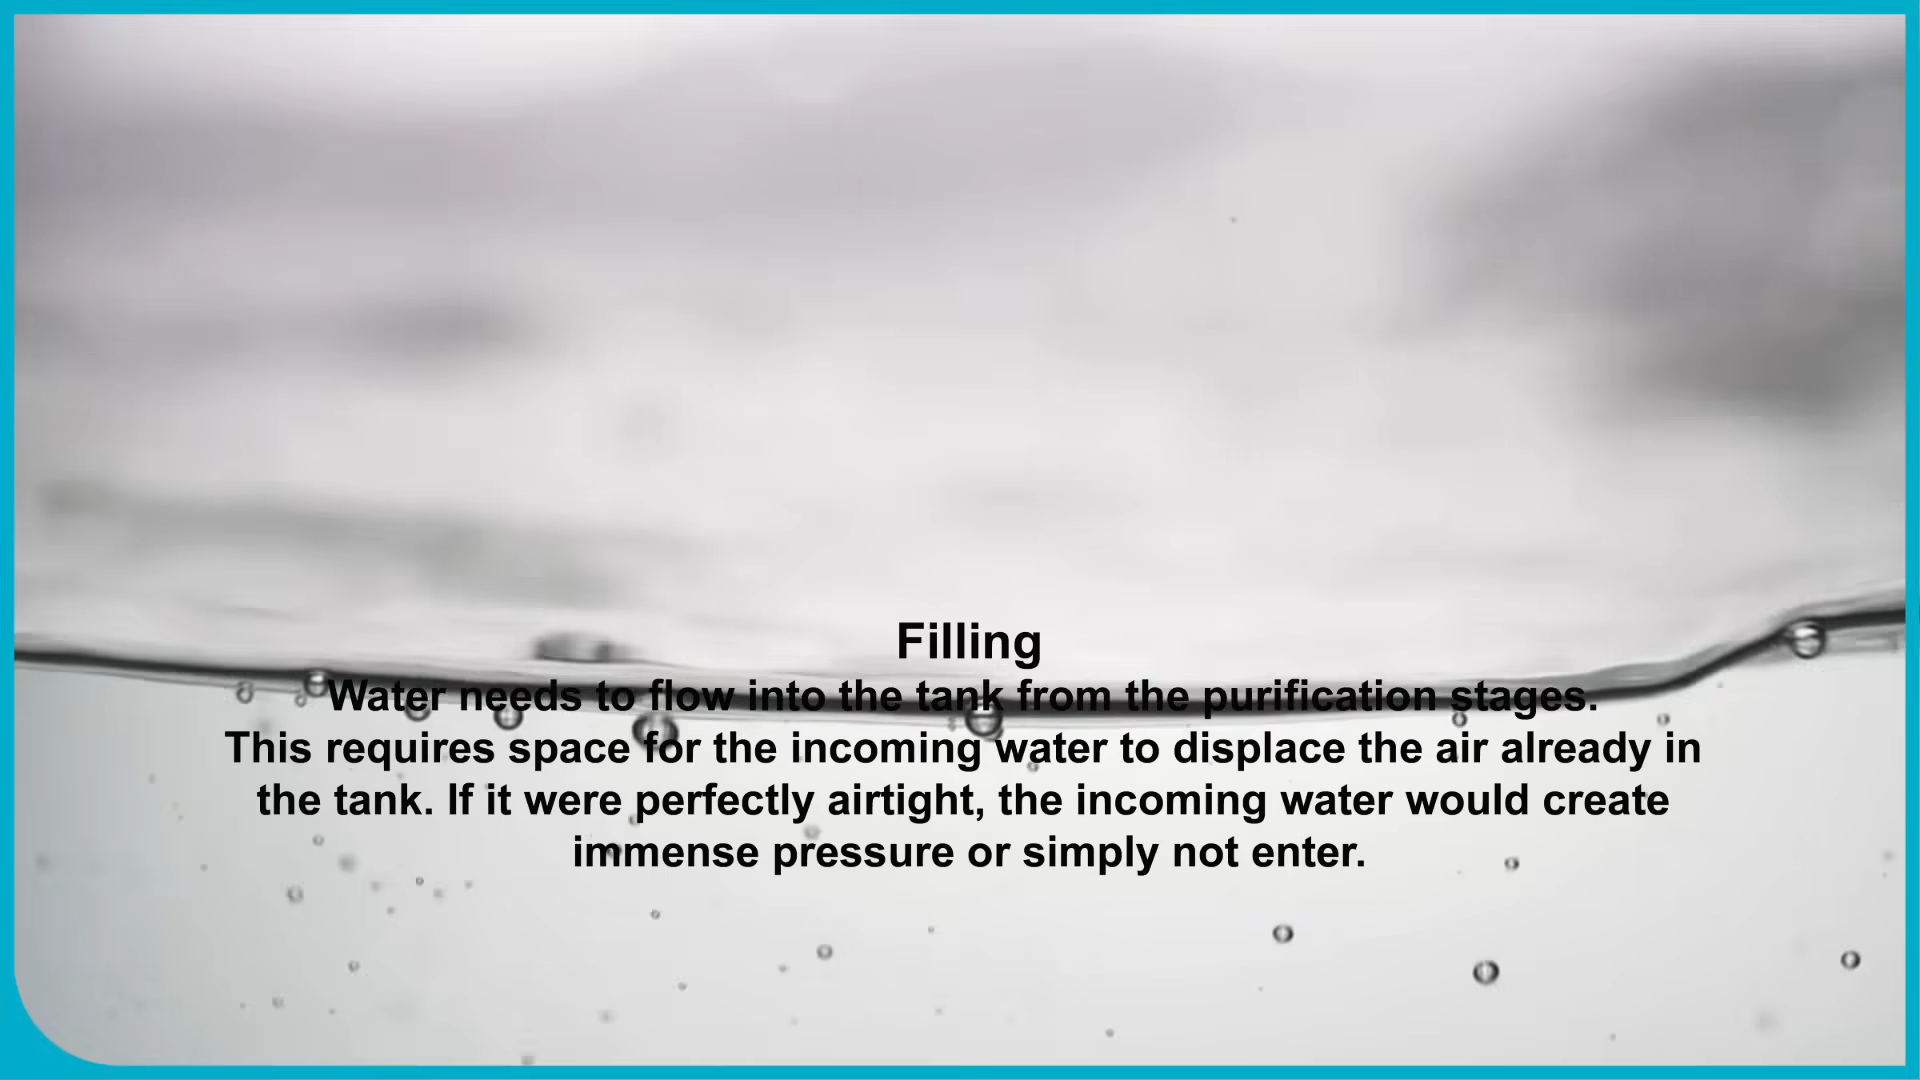 Filling
Water needs to flow into the tank from the purification stages.
This requires space for the incoming water to displace the air already in
the tank. If it were perfectly airtight, the incoming water would create
immense pressure or simply not enter.